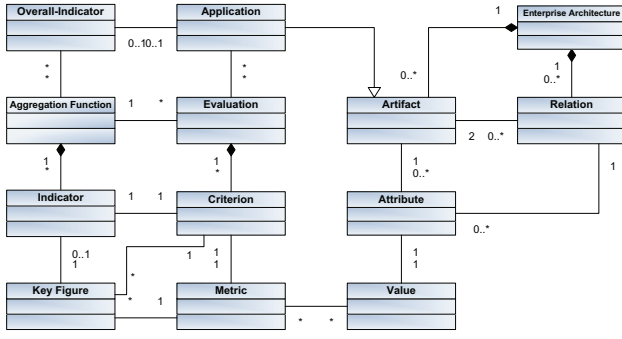 Overall-Indicator
Application
1
Enterprise Architecture
0..10..1
*
*
*
*
0..*
1
0..*
Aggregation Function
1
*
Evaluation
Artifact
Relation
2
0..*
1
*
1
*
1
0..*
1
Indicator
1
1
Criterion
Attribute
0..*
0..1
1
1
*
1
1
1
1
Key Figure
*
1
Metric
Value
*
*